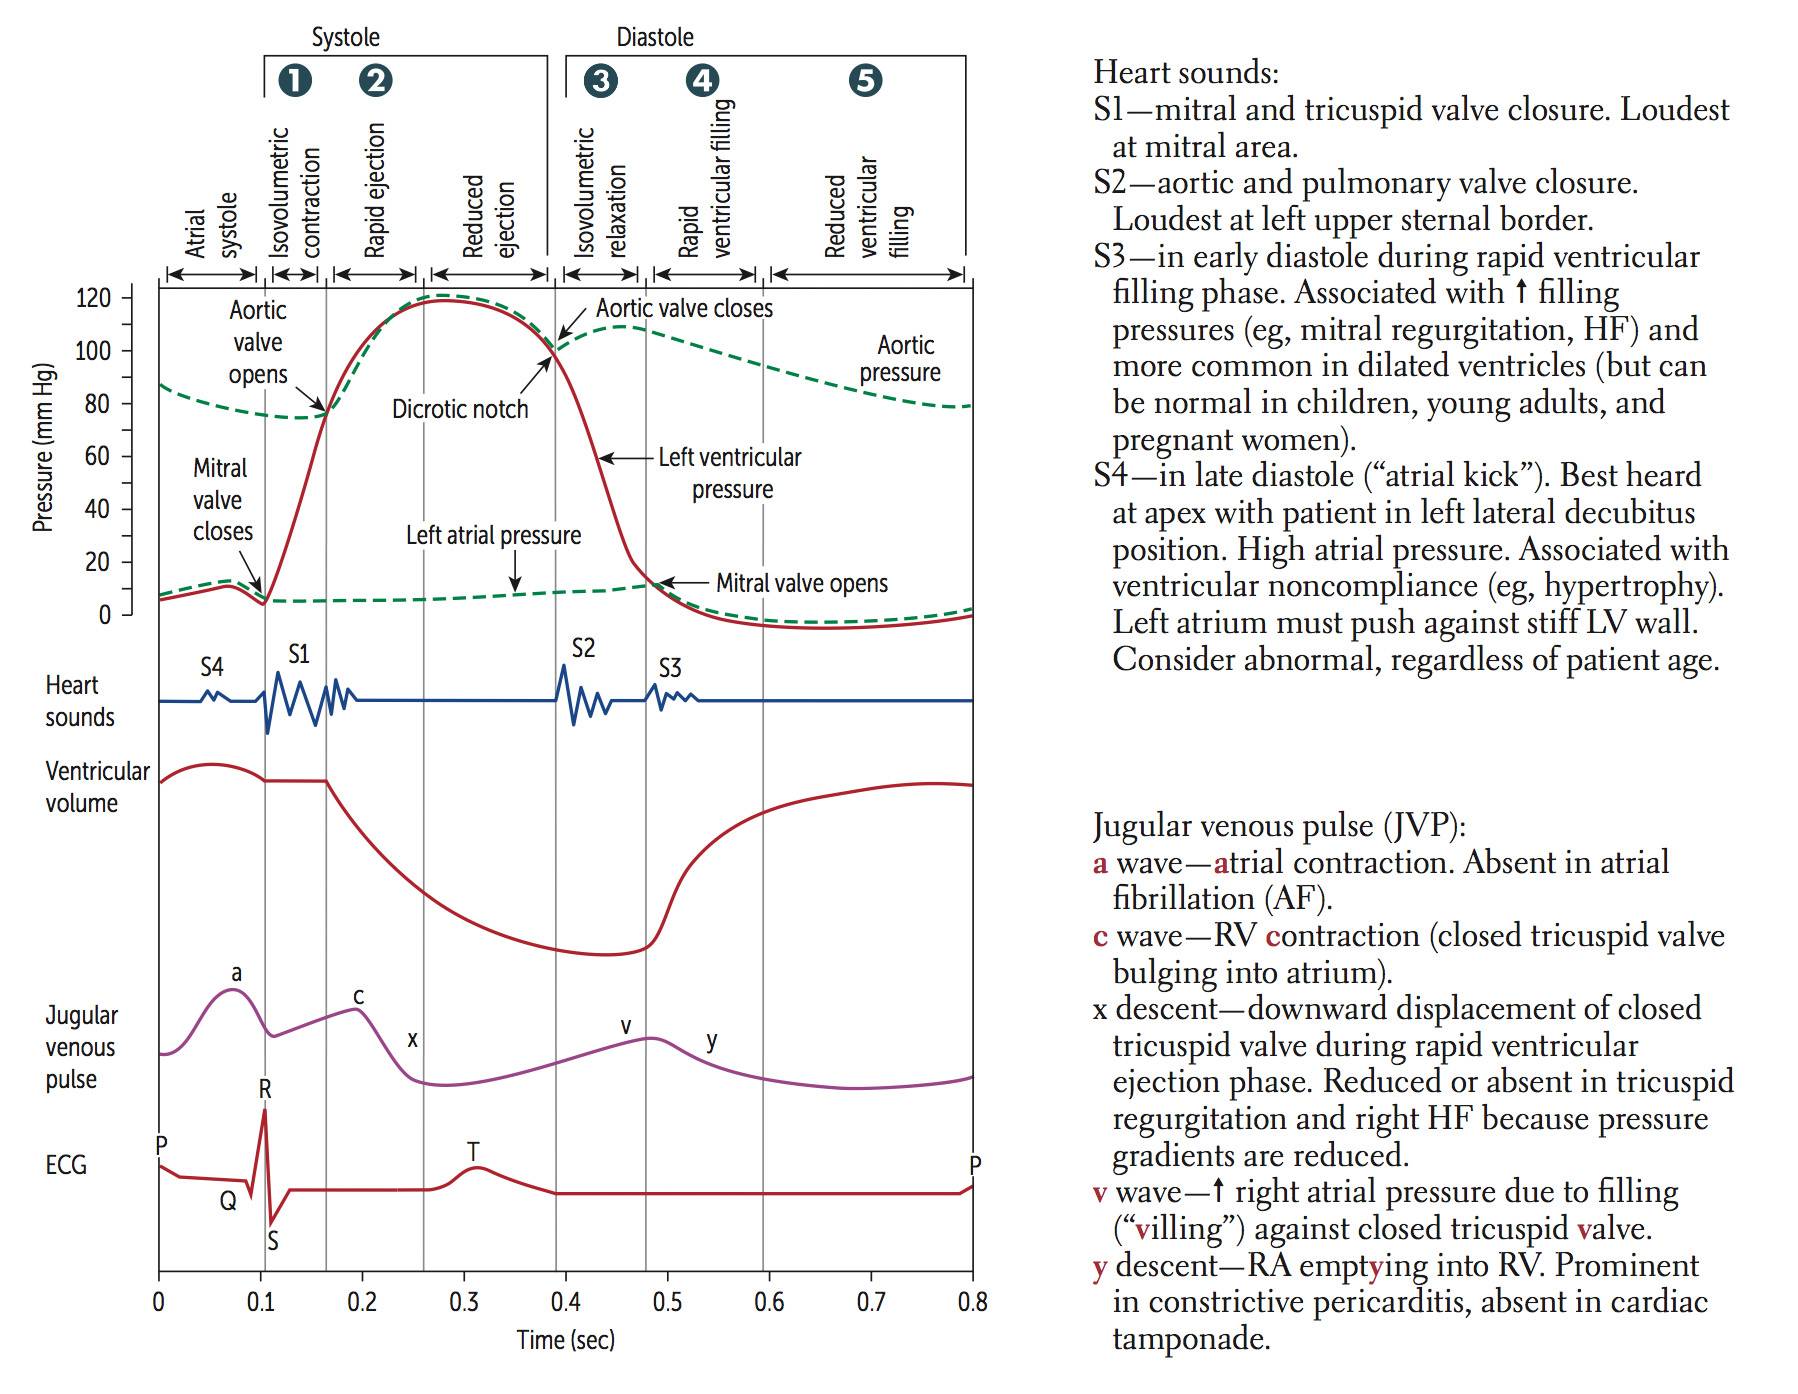 Systole
Diastole
1
2
3
4
5
Atrial
systole
Isovolumetric
contraction
Rapid ejection
Reduced
ejection
Isovolumetric
relaxation
Rapid
ventricular filling
Reduced
ventricular
filling
Pressure (mm Hg)
120
100
80
60
40
20
0
Aortic
valve
opens
Aortic valve closes
Aortic
pressure
Dicrotic notch
Mitral
valve
closes
Left ventricular
pressure
Left atrial pressure
Mitral valve opens
Heart
sounds
S4
S1
S2
S3
Ventricular
volume
Jugular
venous
pulse
a
c
x
v
y
ECG
P
Q
R
S
T
P
0
0.1
0.2
0.3
0.4
0.5
0.6
0.7
0.8
Time (sec)
Heart sounds:
S1—mitral and tricuspid valve closure. Loudest
at mitral area.
S2—aortic and pulmonary valve closure.
Loudest at left upper sternal border.
S3—in early diastole during rapid ventricular
filling phase. Associated with ↑ filling
pressures (eg, mitral regurgitation, HF) and
more common in dilated ventricles (but can
be normal in children, young adults, and
pregnant women).
S4—in late diastole (“atrial kick”). Best heard
at apex with patient in left lateral decubitus
position. High atrial pressure. Associated with
ventricular noncompliance (eg, hypertrophy).
Left atrium must push against stiff LV wall.
Consider abnormal, regardless of patient age.
Jugular venous pulse (JVP):
a wave—atrial contraction. Absent in atrial
fibrillation (AF).
c wave—RV contraction (closed tricuspid valve
bulging into atrium).
x descent—downward displacement of closed
tricuspid valve during rapid ventricular
ejection phase. Reduced or absent in tricuspid
regurgitation and right HF because pressure
gradients are reduced.
v wave—↑ right atrial pressure due to filling
(“villing”) against closed tricuspid valve.
y descent—RA emptying into RV. Prominent
in constrictive pericarditis, absent in cardiac
tamponade.